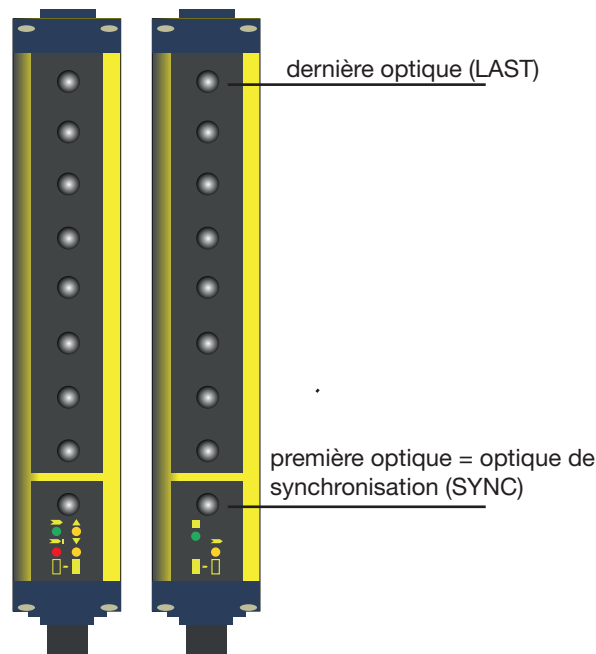 dernière optique (LAST)
première optique = optique de
synchronisation (SYNC)